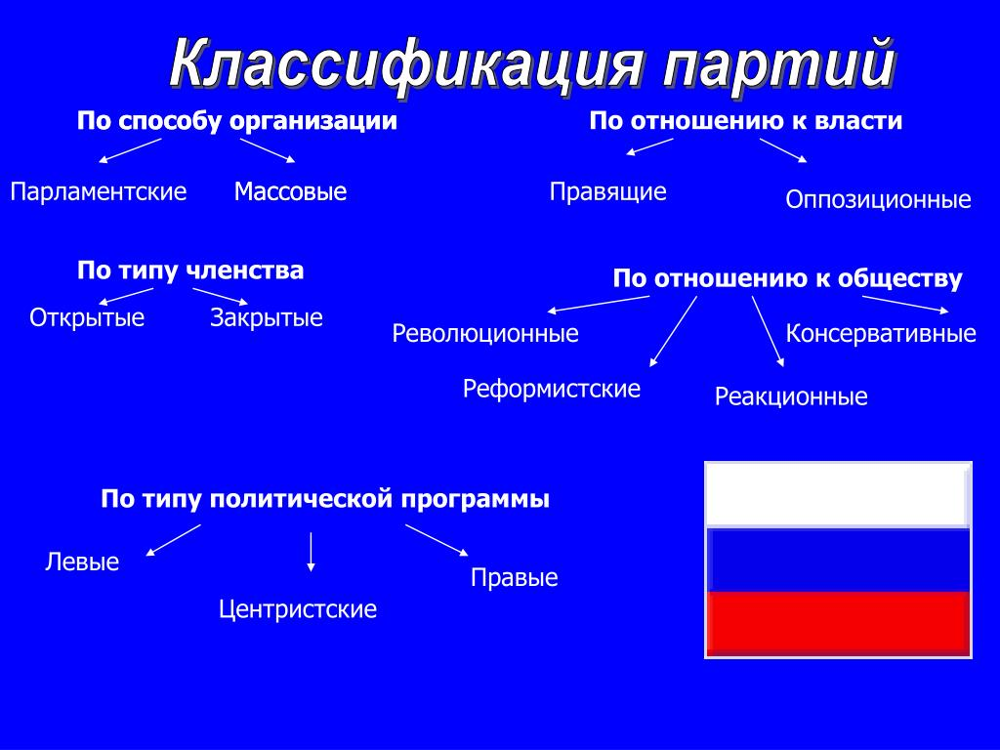 Классификация партий
По способу организации
По отношению к власти
Парламентские
Массовые
Правящие
Оппозиционные
По типу членства
По отношению к обществу
Открытые
Закрытые
Революционные
Консервативные
Реформистские
Реакционные
По типу политической программы
Левые
Правые
Центристские